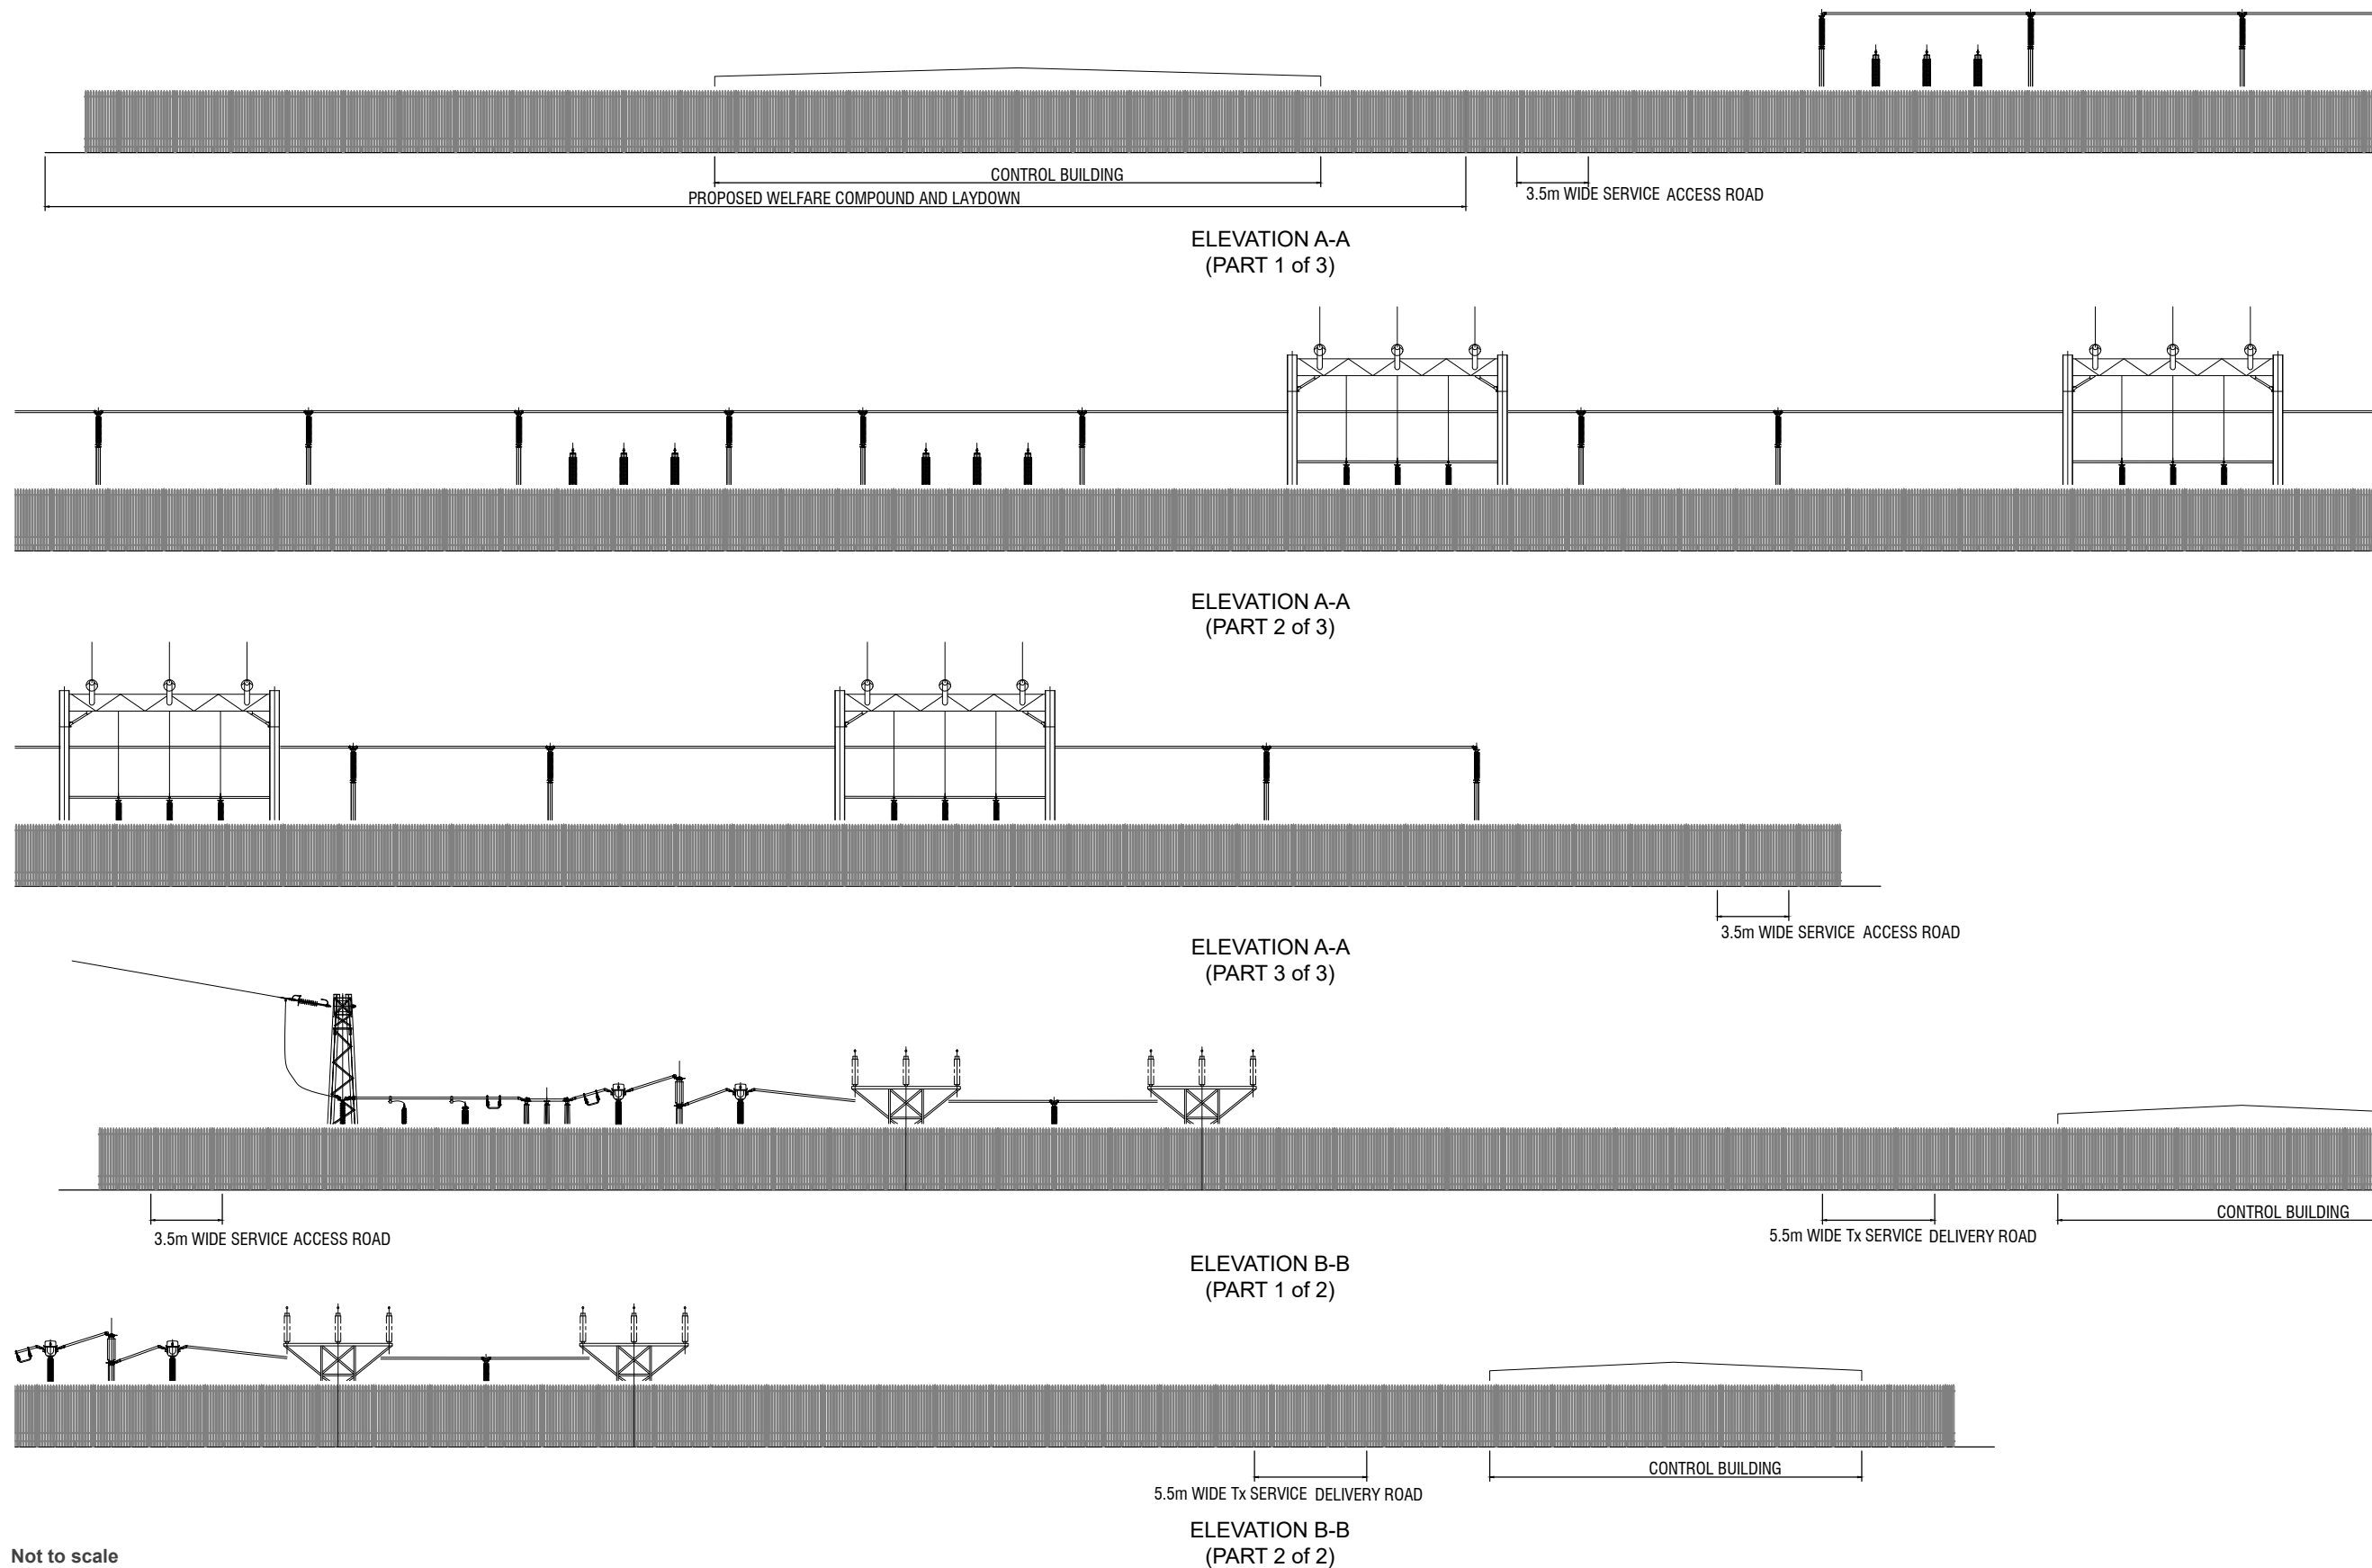 CONTROL BUILDING
PROPOSED WELFARE COMPOUND AND LAYDOWN
3.5m WIDE SERVICE ACCESS ROAD
ELEVATION A-A
(PART 1 of 3)
ELEVATION A-A
(PART 2 of 3)
3.5m WIDE SERVICE ACCESS ROAD
ELEVATION A-A
(PART 3 of 3)
3.5m WIDE SERVICE ACCESS ROAD
5.5m WIDE Tx SERVICE DELIVERY ROAD
CONTROL BUILDING
ELEVATION B-B
(PART 1 of 2)
5.5m WIDE Tx SERVICE DELIVERY ROAD
CONTROL BUILDING
ELEVATION B-B
(PART 2 of 2)
Not to scale